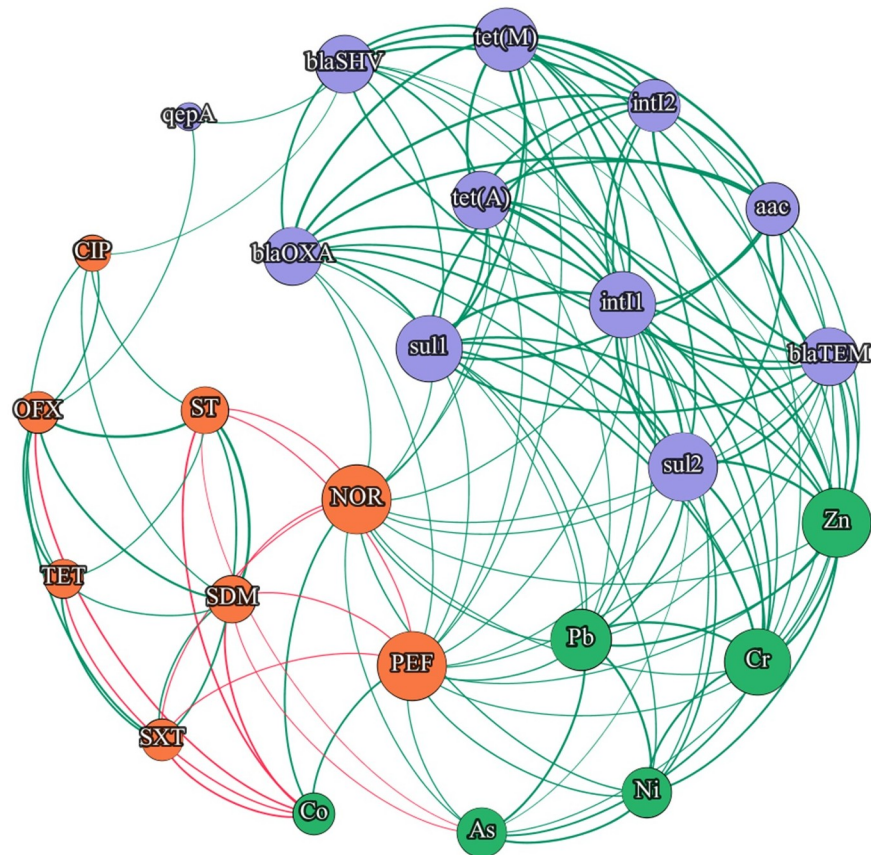 tet(M)
blaSHV
intI2
qepA
tet(A)
aac
CIP
blaOXA
intI1
sul1
blaTEM
OFX
ST
sul2
NOR
Zn
TET
SDM
Pb
PEF
Cr
SXT
Ni
Co
As